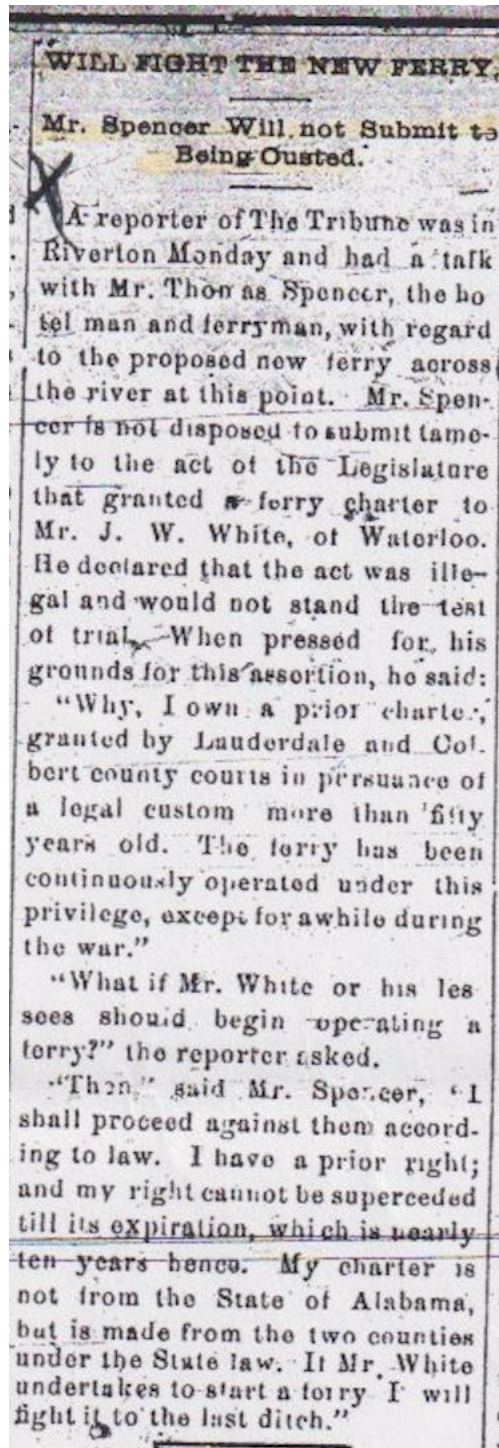 WILL FIGHT THE NEW FERRY.
Mr. Spencer Will not Submit to
Being Ousted.
A reporter of The Tribune was in
Riverton Monday and had a talk
with Mr. Thomas Spencer, the ho
tel man and ferryman, with regard
to the proposed new ferry across
the river at this point. Mr. Spen-
cer is not disposed to submit tame-
ly to the act of the Legislature
that granted a ferry charter to
Mr. J. W. White, of Waterloo.
He declared that the act was ille-
gal and would not stand the test
of trial. When pressed for his
grounds for this assertion, he said:
"Why, I own a prior charter,
granted by Lauderdale and Col-
bert county courts in persuance of
a legal custom more than fifty
years old. The ferry has been
continuously operated under this
privilege, except for awhile during
the war."
"What if Mr. White or his les
sees should begin operating a
ferry?" the reporter asked.
"Then," said Mr. Spencer, "I
shall proceed against them accord-
ing to law. I have a prior right;
and my right cannot be superceded
till its expiration, which is nearly
ten years hence. My charter is
not from the State of Alabama,
but is made from the two counties
under the State law. If Mr. White
undertakes to start a ferry I will
fight it to the last ditch."